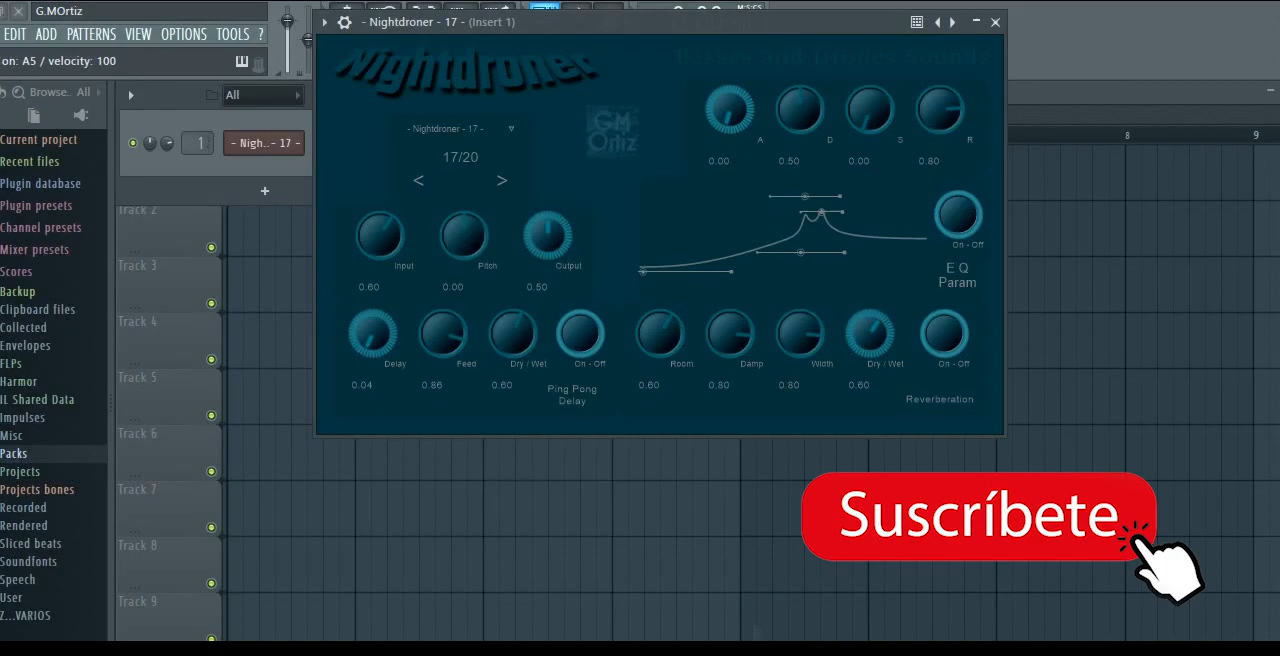 G.MOrtiz
EDIT ADD PATTERNS VIEW OPTIONS TOOLS ?
on: A5 / velocity: 100
Browse.. All
All
- Nightdroner - 17 - (Insert 1)
Nightdroner
Basses and Drones Sounds
GM
Ortiz
- Nightdroner - 17 -
17/20
< >
A D S R
0.00 0.50 0.00 0.80
Input Pitch Output
0.60 0.00 0.50
On - Off
E Q
Param
Delay Feed Dry / Wet On - Off
0.04 0.86 0.60
Ping Pong
Delay
Room Damp Width Dry / Wet On - Off
0.60 0.80 0.80 0.60
Reverberation
1
- Nigh..- 17 -
+
8 9
Current project
Recent files
Plugin database
Plugin presets
Channel presets
Mixer presets
Scores
Backup
Clipboard files
Collected
Envelopes
FLPs
Harmor
IL Shared Data
Impulses
Misc
Packs
Projects
Projects bones
Recorded
Rendered
Sliced beats
Soundfonts
Speech
User
Z...VARIOS
Track 2
Track 3
Track 4
Track 5
Track 6
Track 7
Track 8
Track 9
Suscríbete